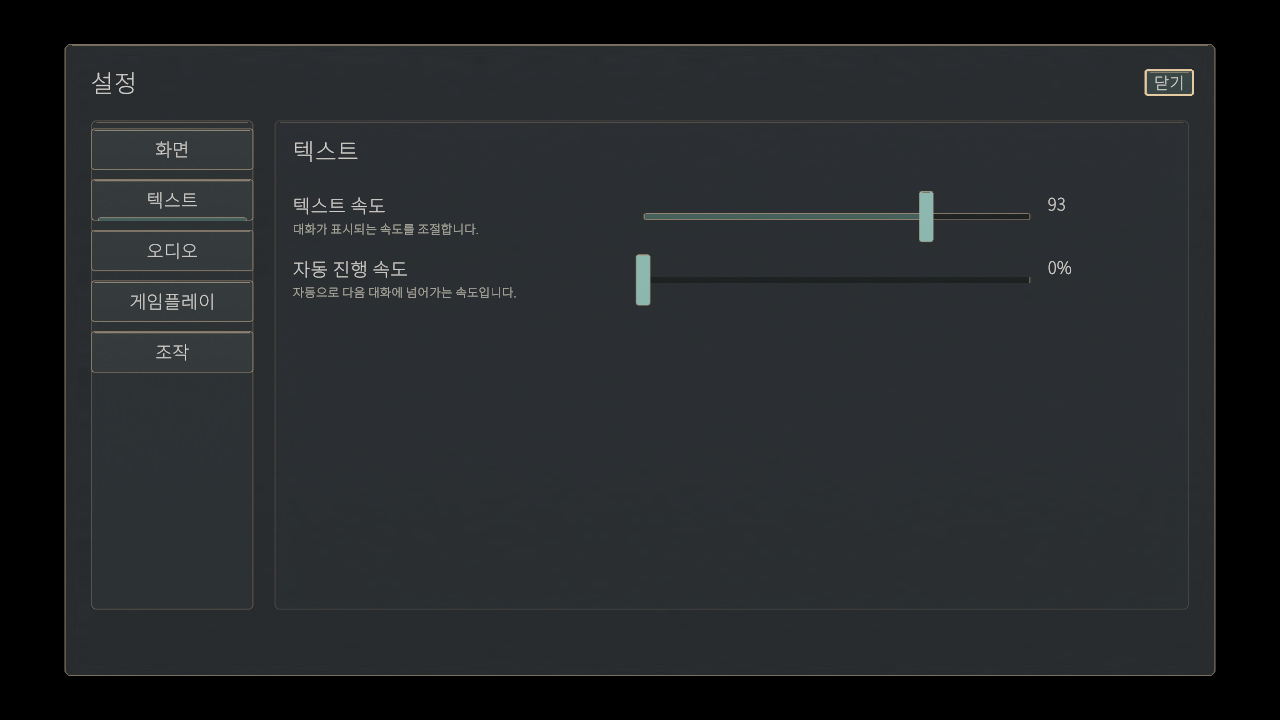 설정
닫기
화면
텍스트
오디오
게임플레이
조작
텍스트
텍스트 속도
대화가 표시되는 속도를 조절합니다.
93
자동 진행 속도
자동으로 다음 대화에 넘어가는 속도입니다.
0%